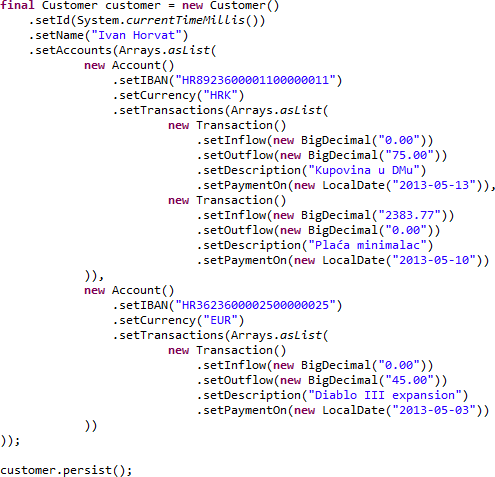 final Customer customer = new Customer()
    .setId(System.currentTimeMillis())
    .setName("Ivan Horvat")
    .setAccounts(Arrays.asList(
            new Account()
                .setIBAN("HR8923600001100000011")
                .setCurrency("HRK")
                .setTransactions(Arrays.asList(
                        new Transaction()
                            .setInflow(new BigDecimal("0.00"))
                            .setOutflow(new BigDecimal("75.00"))
                            .setDescription("Kupovina u DMu")
                            .setPaymentOn(new LocalDate("2013-05-13")),
                        new Transaction()
                            .setInflow(new BigDecimal("2383.77"))
                            .setOutflow(new BigDecimal("0.00"))
                            .setDescription("Plaća minimalac")
                            .setPaymentOn(new LocalDate("2013-05-10"))
            )),
            new Account()
                .setIBAN("HR3623600002500000025")
                .setCurrency("EUR")
                .setTransactions(Arrays.asList(
                        new Transaction()
                            .setInflow(new BigDecimal("0.00"))
                            .setOutflow(new BigDecimal("45.00"))
                            .setDescription("Diablo III expansion")
                            .setPaymentOn(new LocalDate("2013-05-03"))
            ))
));

customer.persist();